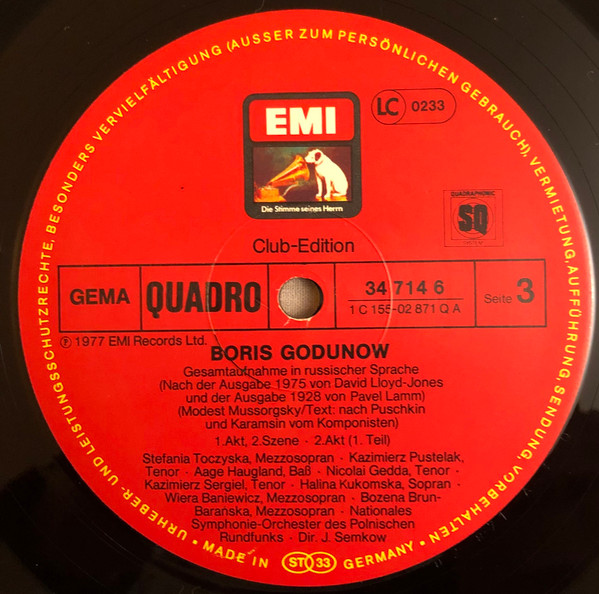 URHEBER- UND LEISTUNGSSCHUTZRECHTE, BESONDERS VERVIELFÄLTIGUNG (AUSSER ZUM PERSÖNLICHEN GEBRAUCH), VERMIETUNG, AUFFÜHRUNG, SENDUNG, VORBEHALTEN ·
EMI
LC 0233
Die Stimme seines Herrn
QUADRAPHONIC
SQ
Club-Edition
GEMA
QUADRO
34 714 6
1 C 155-02 871 Q A
Seite 3
Ⓟ 1977 EMI Records Ltd.
BORIS GODUNOW
Gesamtaufnahme in russischer Sprache
(Nach der Ausgabe 1975 von David Lloyd-Jones
und der Ausgabe 1928 von Pavel Lamm)
(Modest Mussorgsky/Text: nach Puschkin
und Karamsin vom Komponisten)
1.Akt, 2.Szene · 2.Akt (1. Teil)
Stefania Toczyska, Mezzosopran · Kazimierz Pustelak,
Tenor · Aage Haugland, Baß · Nicolai Gedda, Tenor ·
Kazimierz Sergiel, Tenor · Halina Kukomska, Sopran ·
Wiera Baniewicz, Mezzosopran · Bozena Brun-
Barańska, Mezzosopran · Nationales
Symphonie-Orchester des Polnischen
Rundfunks · Dir. J. Semkow
· MADE IN ST 33 GERMANY ·